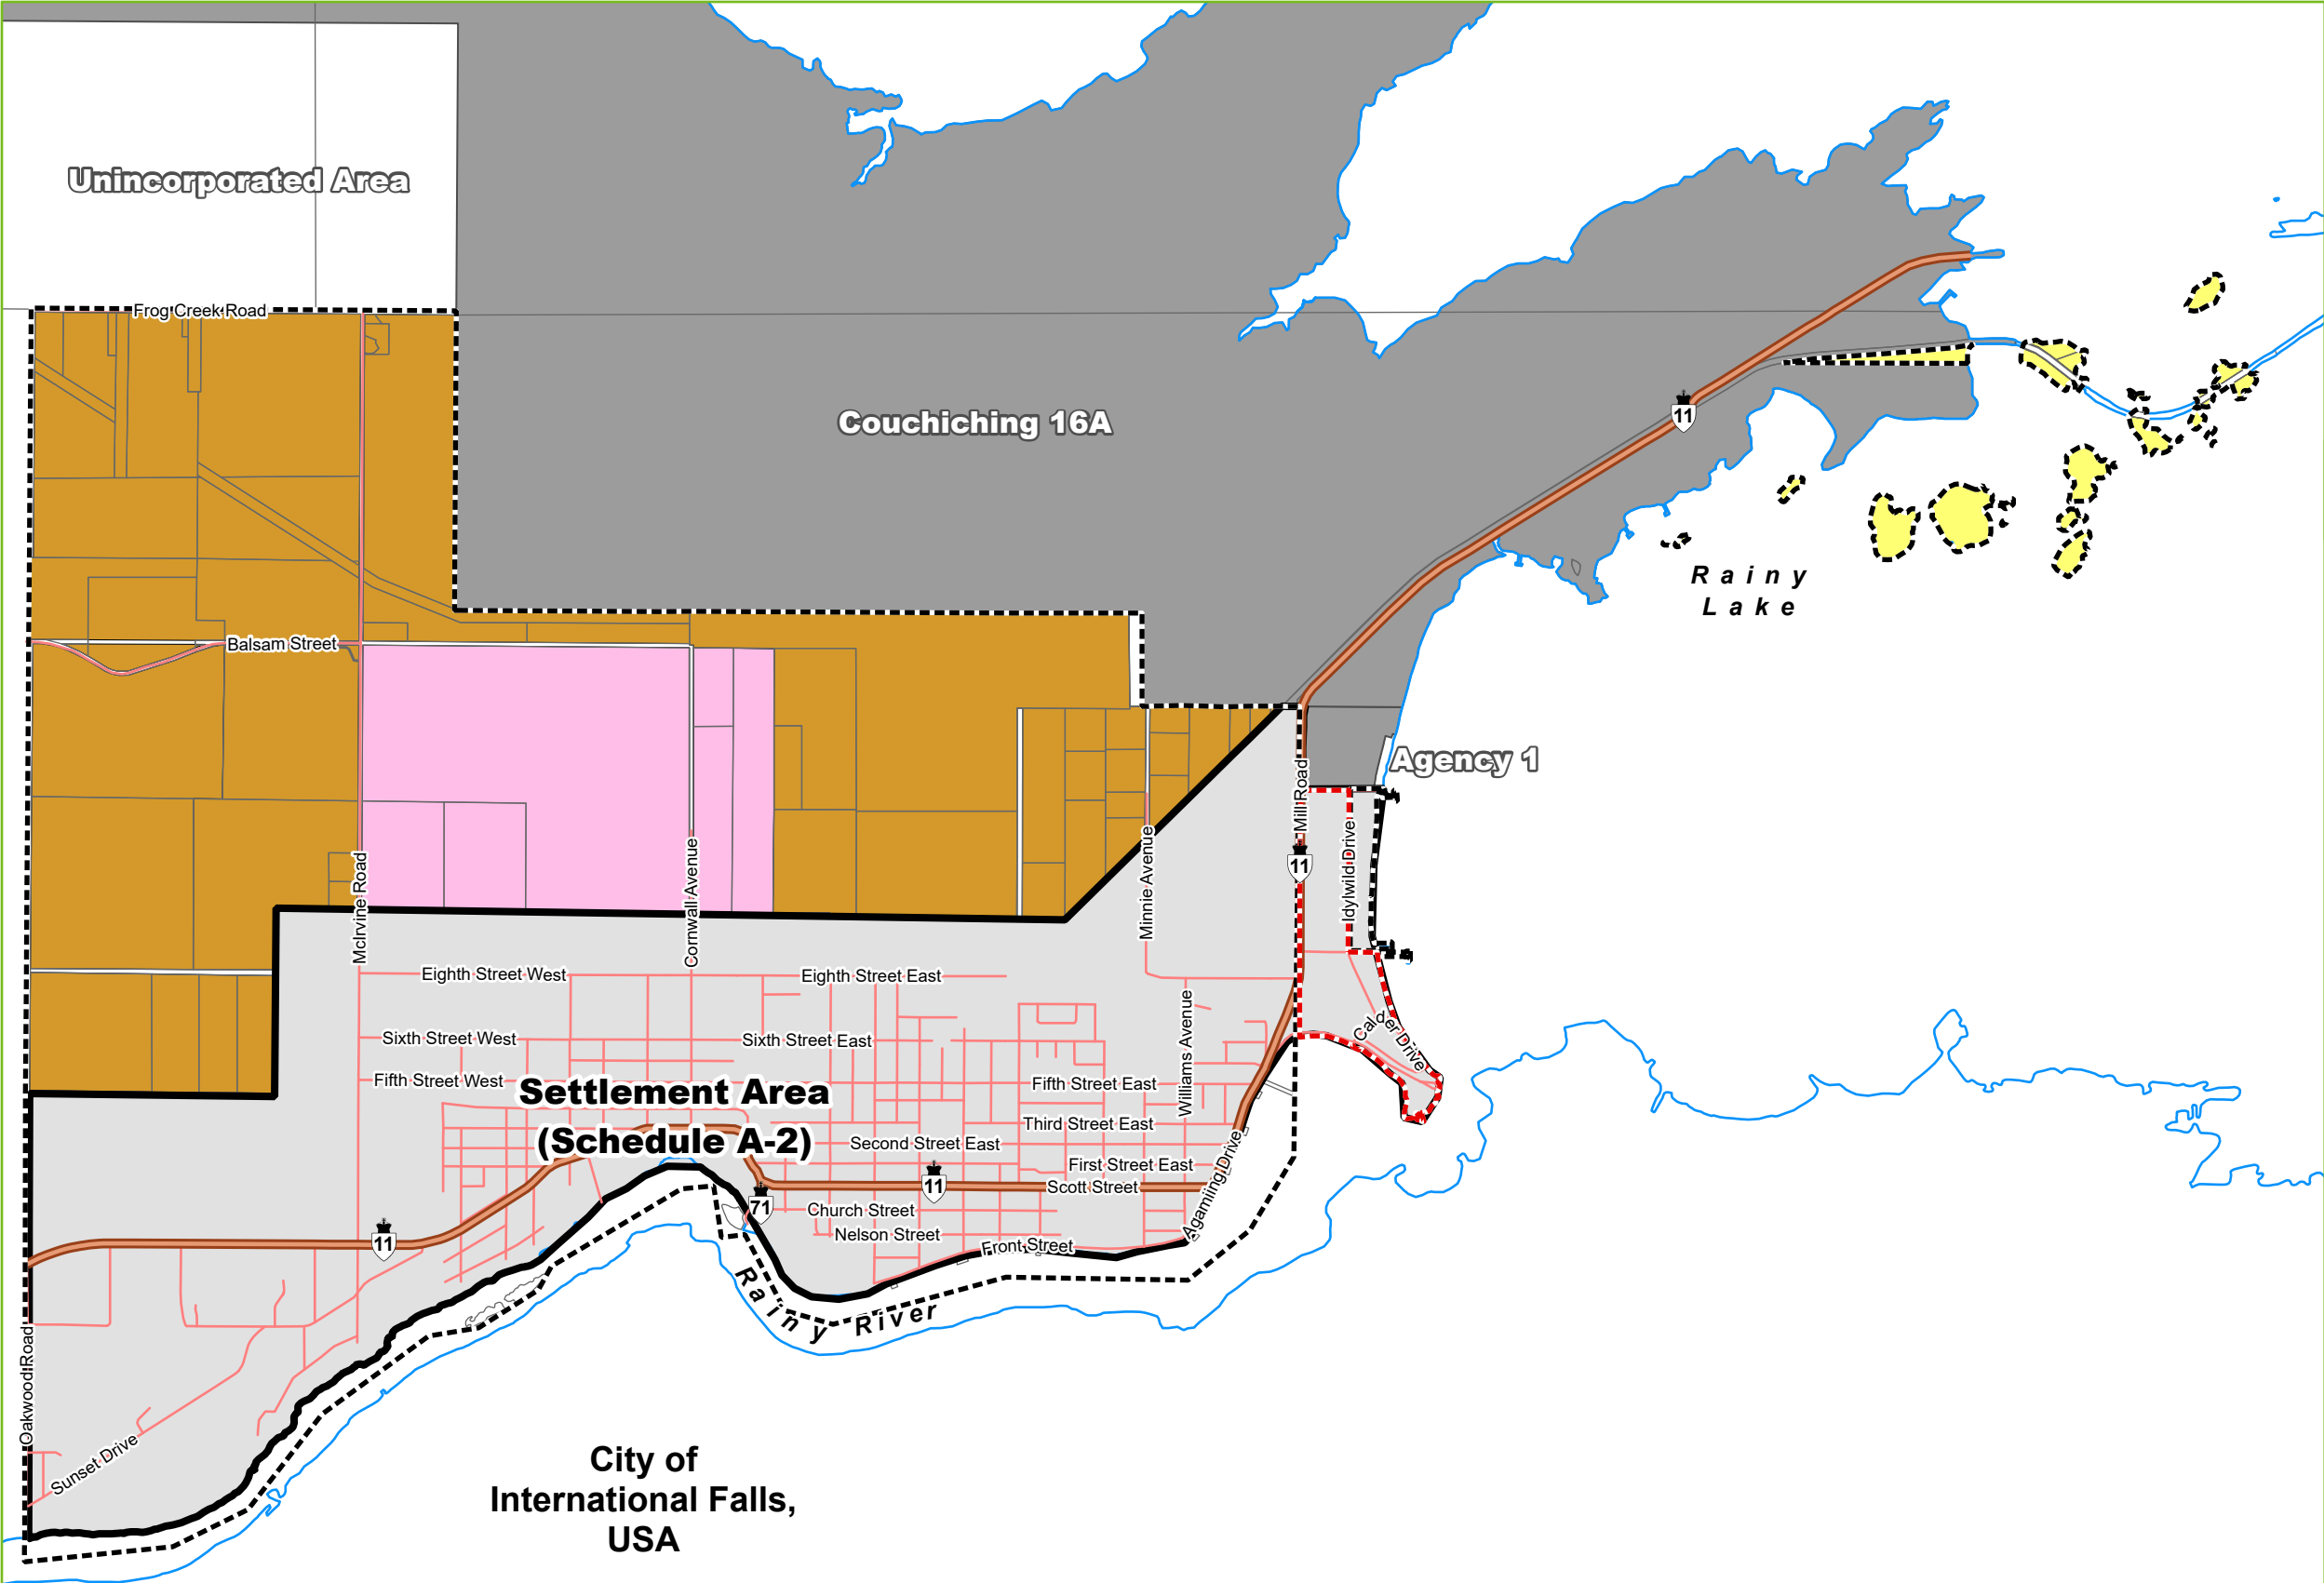 Unincorporated Area
Frog Creek Road
Couchiching 16A
11
Rainy
Lake
Balsam Street
Agency 1
Mill Road
11
Idylwild Drive
McIrvine Road
Cornwall Avenue
Minnie Avenue
Eighth Street West
Eighth Street East
Williams Avenue
Calder Drive
Sixth Street West
Sixth Street East
Fifth Street West
Fifth Street East
Settlement Area
(Schedule A-2)
Third Street East
Second Street East
First Street East
Scott Street
11
71
Church Street
Agamiing Drive
Nelson Street
Front Street
11
Rainy River
Oakwood Road
Sunset Drive
City of
International Falls,
USA